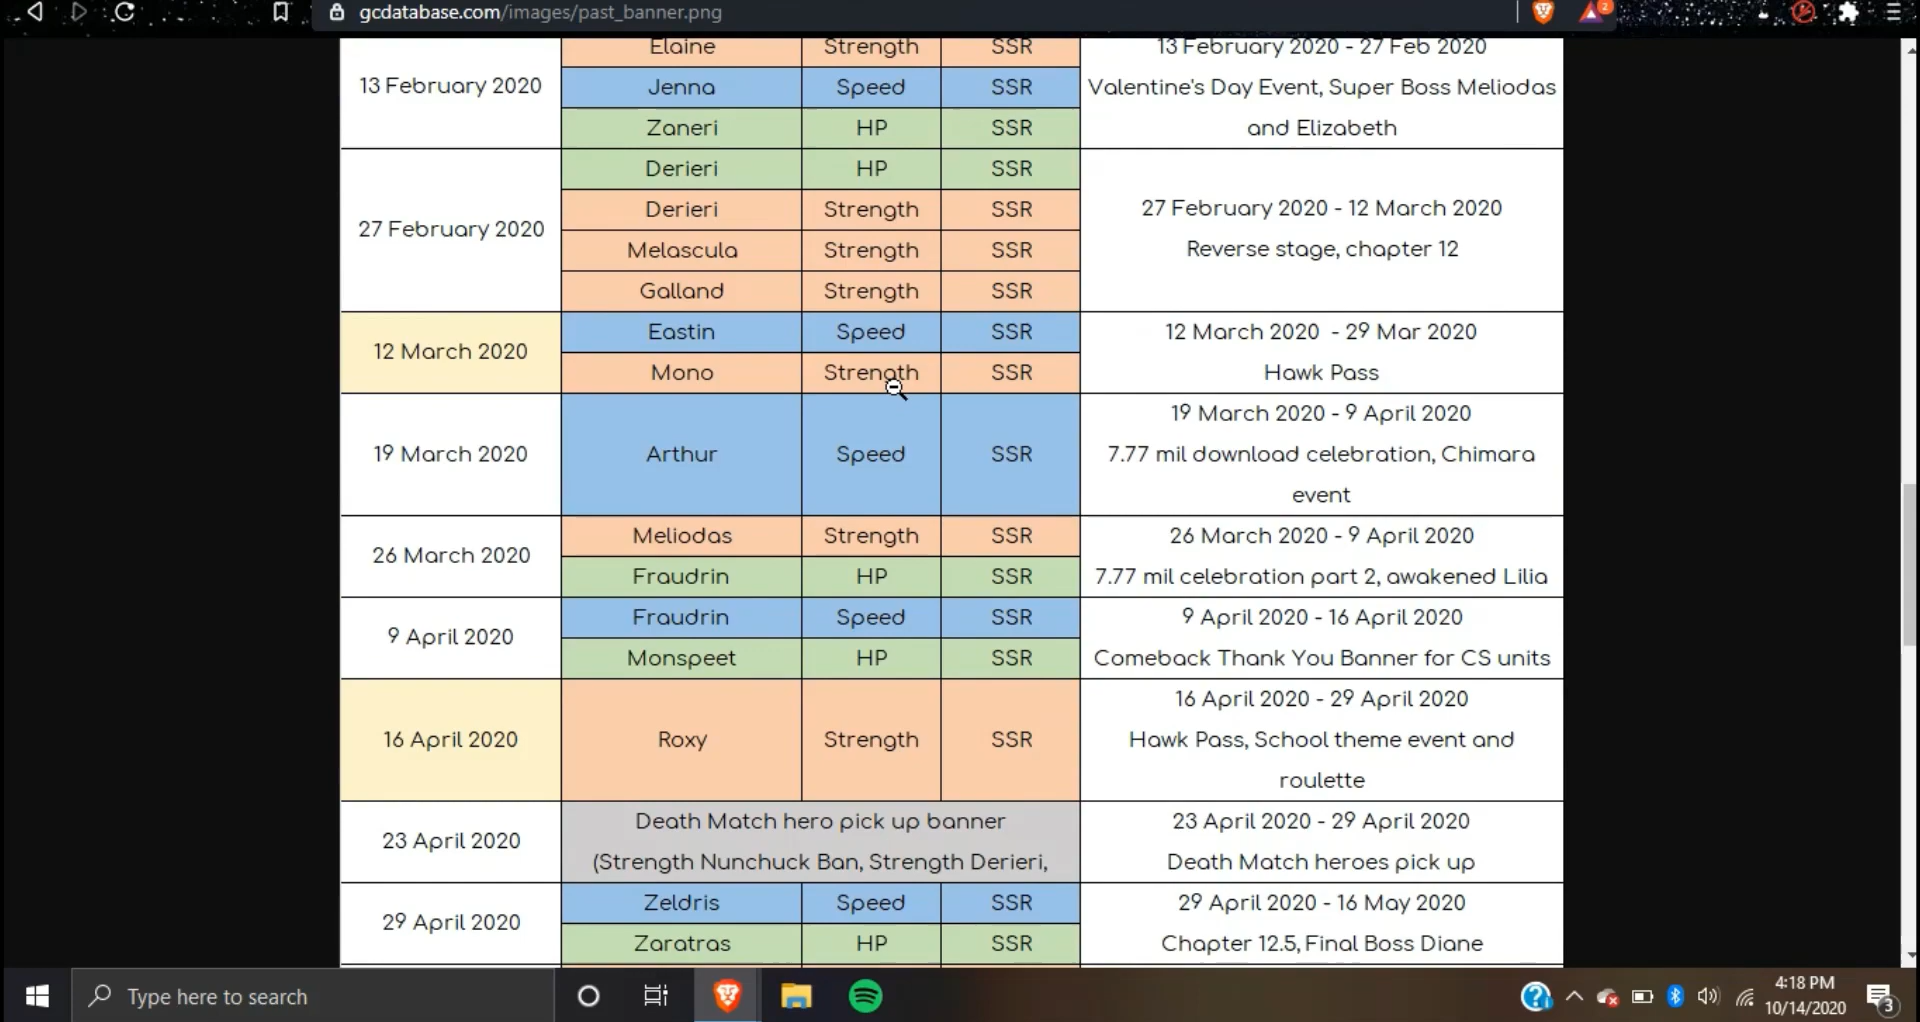 gcdatabase.com/images/past_banner.png
2
Elaine Strength SSR 13 February 2020 - 27 Feb 2020
13 February 2020 Jenna Speed SSR Valentine's Day Event, Super Boss Meliodas
Zaneri HP SSR and Elizabeth
Derieri HP SSR
27 February 2020 Derieri Strength SSR 27 February 2020 - 12 March 2020
Melascula Strength SSR Reverse stage, chapter 12
Galland Strength SSR
12 March 2020 Eastin Speed SSR 12 March 2020 - 29 Mar 2020
Mono Strength SSR Hawk Pass
19 March 2020 - 9 April 2020
19 March 2020 Arthur Speed SSR 7.77 mil download celebration, Chimara
event
26 March 2020 Meliodas Strength SSR 26 March 2020 - 9 April 2020
Fraudrin HP SSR 7.77 mil celebration part 2, awakened Lilia
9 April 2020 Fraudrin Speed SSR 9 April 2020 - 16 April 2020
Monspeet HP SSR Comeback Thank You Banner for CS units
16 April 2020 - 29 April 2020
16 April 2020 Roxy Strength SSR Hawk Pass, School theme event and
roulette
23 April 2020 Death Match hero pick up banner 23 April 2020 - 29 April 2020
(Strength Nunchuck Ban, Strength Derieri, Death Match heroes pick up
29 April 2020 Zeldris Speed SSR 29 April 2020 - 16 May 2020
Zaratras HP SSR Chapter 12.5, Final Boss Diane
Type here to search
4:18 PM
10/14/2020
3